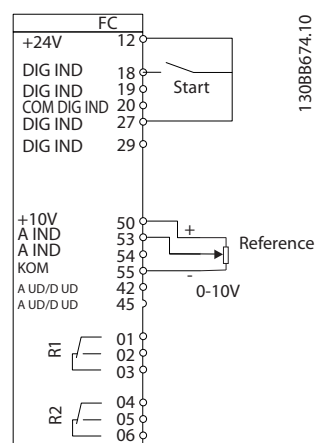 FC
+24V 12
DIG IND 18
DIG IND 19
COM DIG IND 20
DIG IND 27
DIG IND 29
Start
130BB674.10
+10V 50
A IND 53
A IND 54
KOM 55
A UD/D UD 42
A UD/D UD 45
+
-
Reference
0-10V
R1
01
02
03
R2
04
05
06